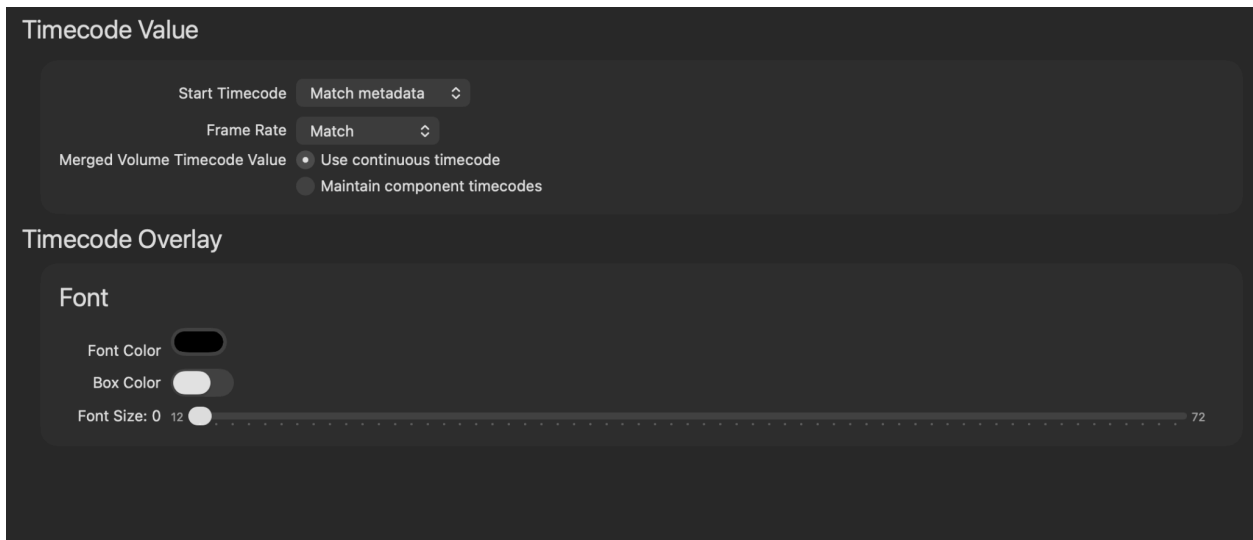 Timecode Value
Start Timecode Match metadata
Frame Rate Match
Merged Volume Timecode Value Use continuous timecode
Maintain component timecodes
Timecode Overlay
Font
Font Color
Box Color
Font Size: 0 12 72